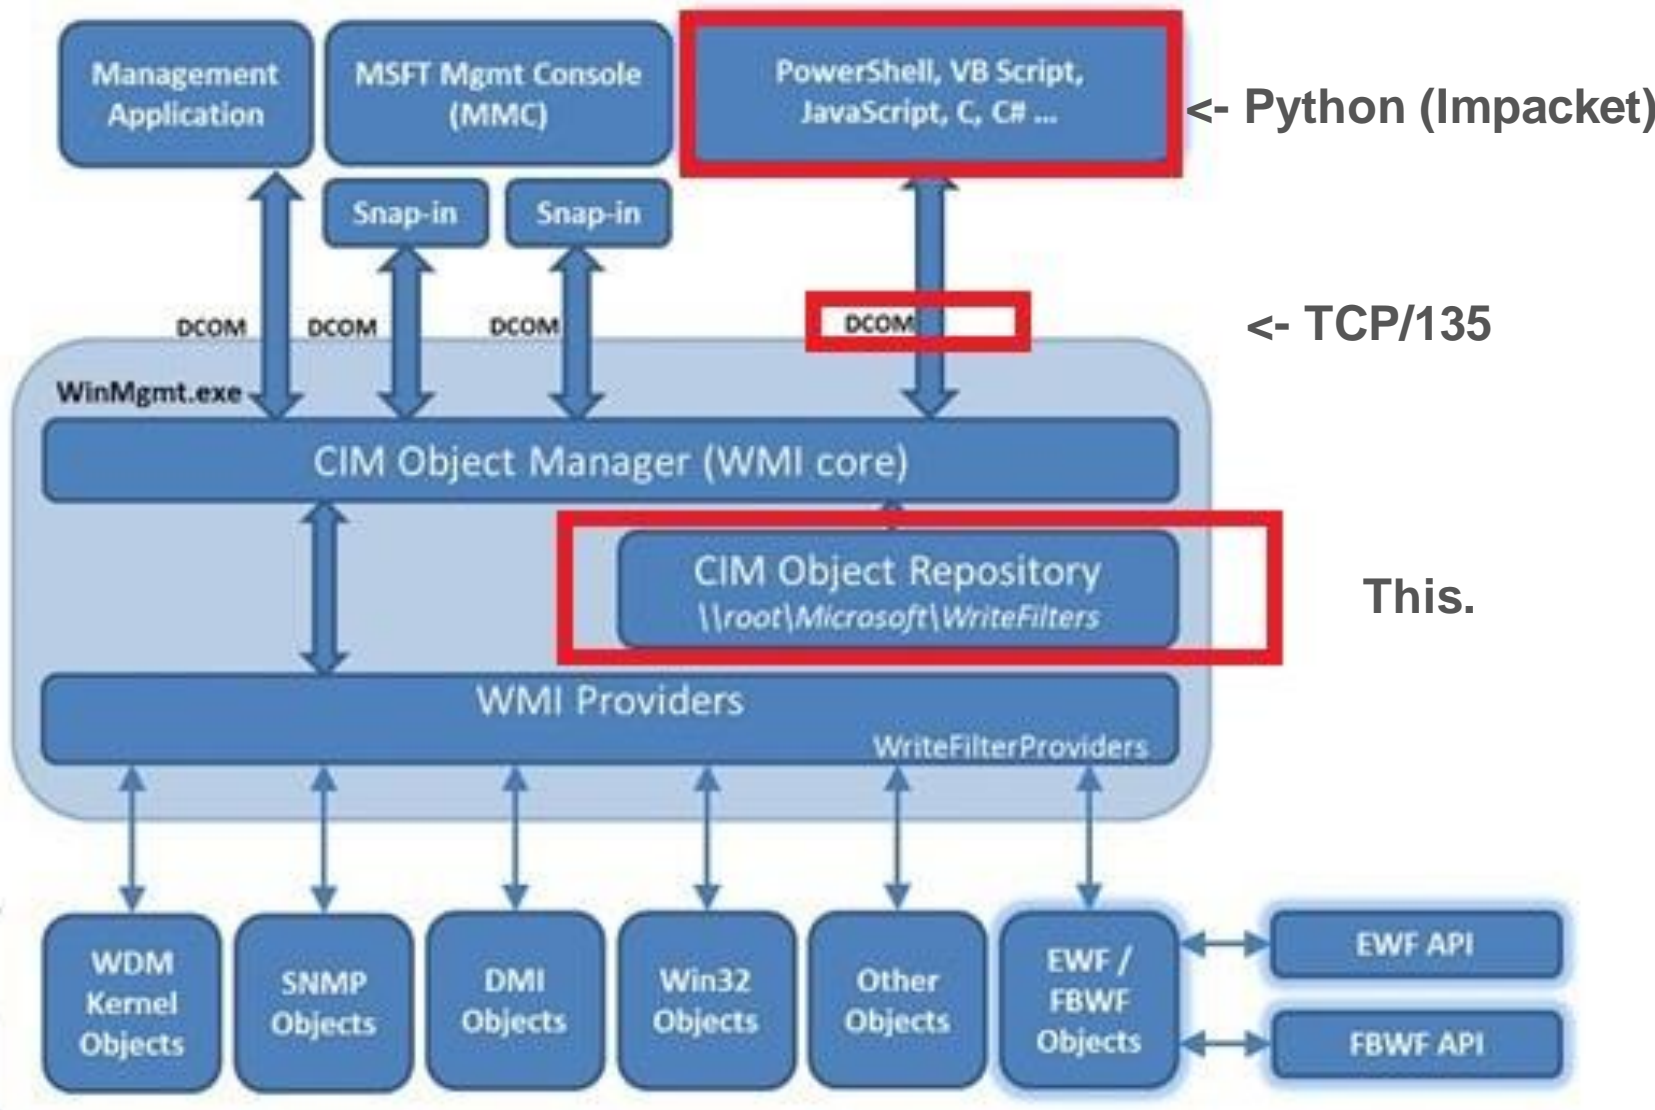 Management
Application
MSFT Mgmt Console
(MMC)
PowerShell, VB Script,
JavaScript, C, C# ...
<- Python (Impacket)
Snap-in
Snap-in
DCOM
DCOM
DCOM
DCOM
<- TCP/135
WinMgmt.exe
CIM Object Manager (WMI core)
CIM Object Repository
\\root\Microsoft\WriteFilters
This.
WMI Providers
WriteFilterProviders
WDM
Kernel
Objects
SNMP
Objects
DMI
Objects
Win32
Objects
Other
Objects
EWF /
FBWF
Objects
EWF API
FBWF API